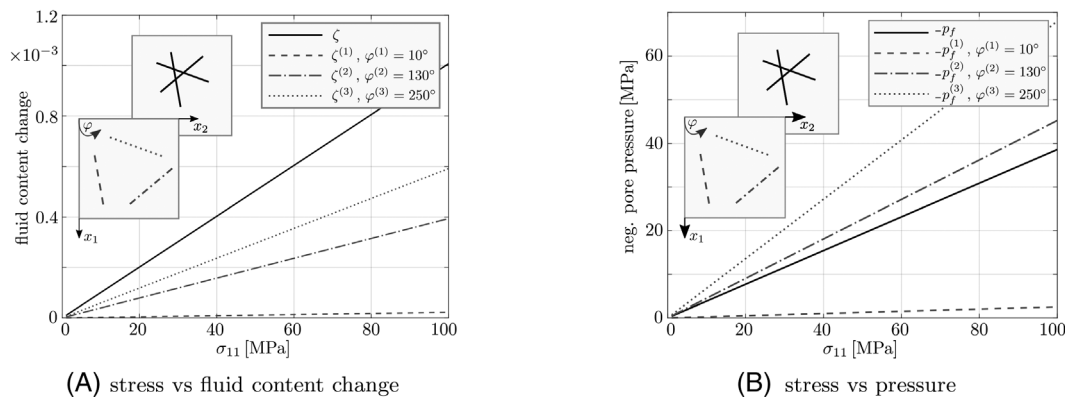 1.2
×10⁻³
0.8
0.4
0
fluid content change
ζ
ζ⁽¹⁾, φ⁽¹⁾ = 10°
ζ⁽²⁾, φ⁽²⁾ = 130°
ζ⁽³⁾, φ⁽³⁾ = 250°
x₂
φ
x₁
0 20 40 60 80 100
σ₁₁ [MPa]
(A) stress vs fluid content change
60
40
20
0
neg. pore pressure [MPa]
-p_f
-p_f⁽¹⁾, φ⁽¹⁾ = 10°
-p_f⁽²⁾, φ⁽²⁾ = 130°
-p_f⁽³⁾, φ⁽³⁾ = 250°
x₂
φ
x₁
0 20 40 60 80 100
σ₁₁ [MPa]
(B) stress vs pressure